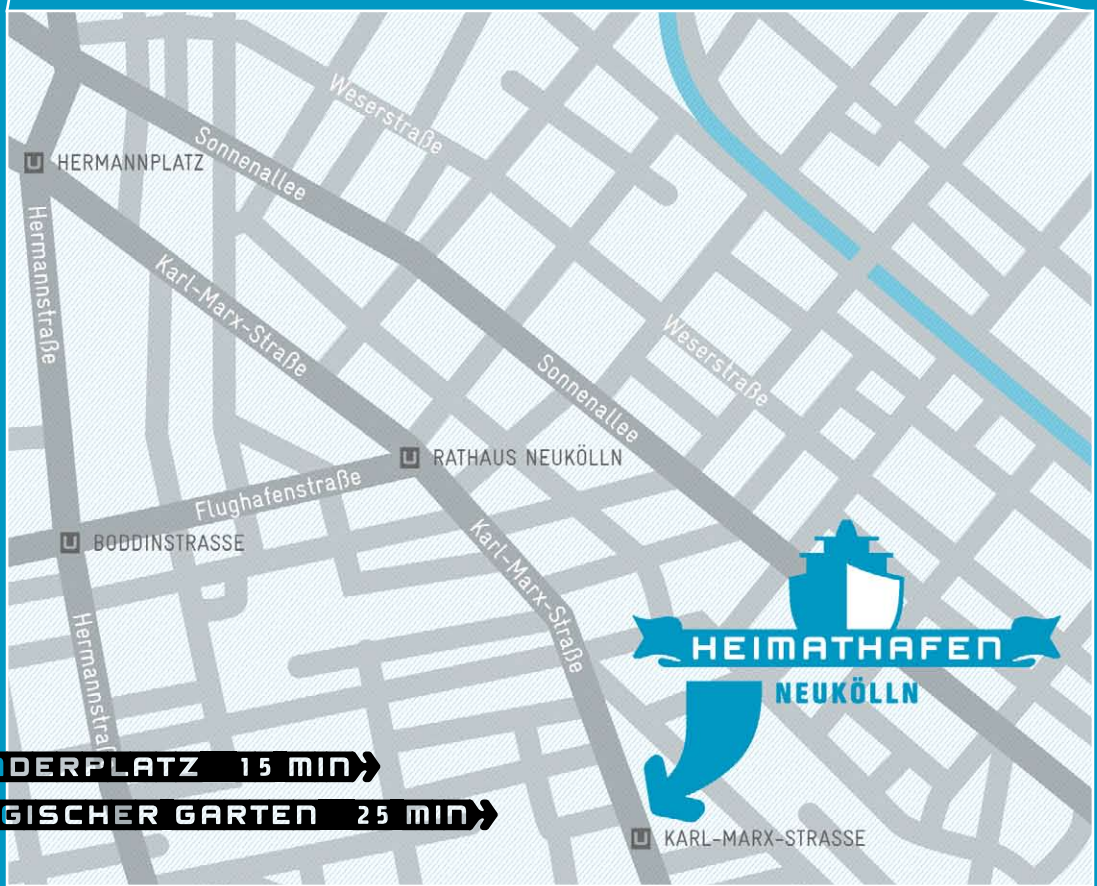 Weserstraße
Sonnenallee
HERMANNPLATZ
Hermannstraße
Karl-Marx-Straße
Weserstraße
Sonnenallee
RATHAUS NEUKÖLLN
Flughafenstraße
BODDINSTRASSE
Karl-Marx-Straße
HEIMATHAFEN
NEUKÖLLN
Hermannstraß
DERPLATZ 15 MIN
GISCHER GARTEN 25 MIN
KARL-MARX-STRASSE